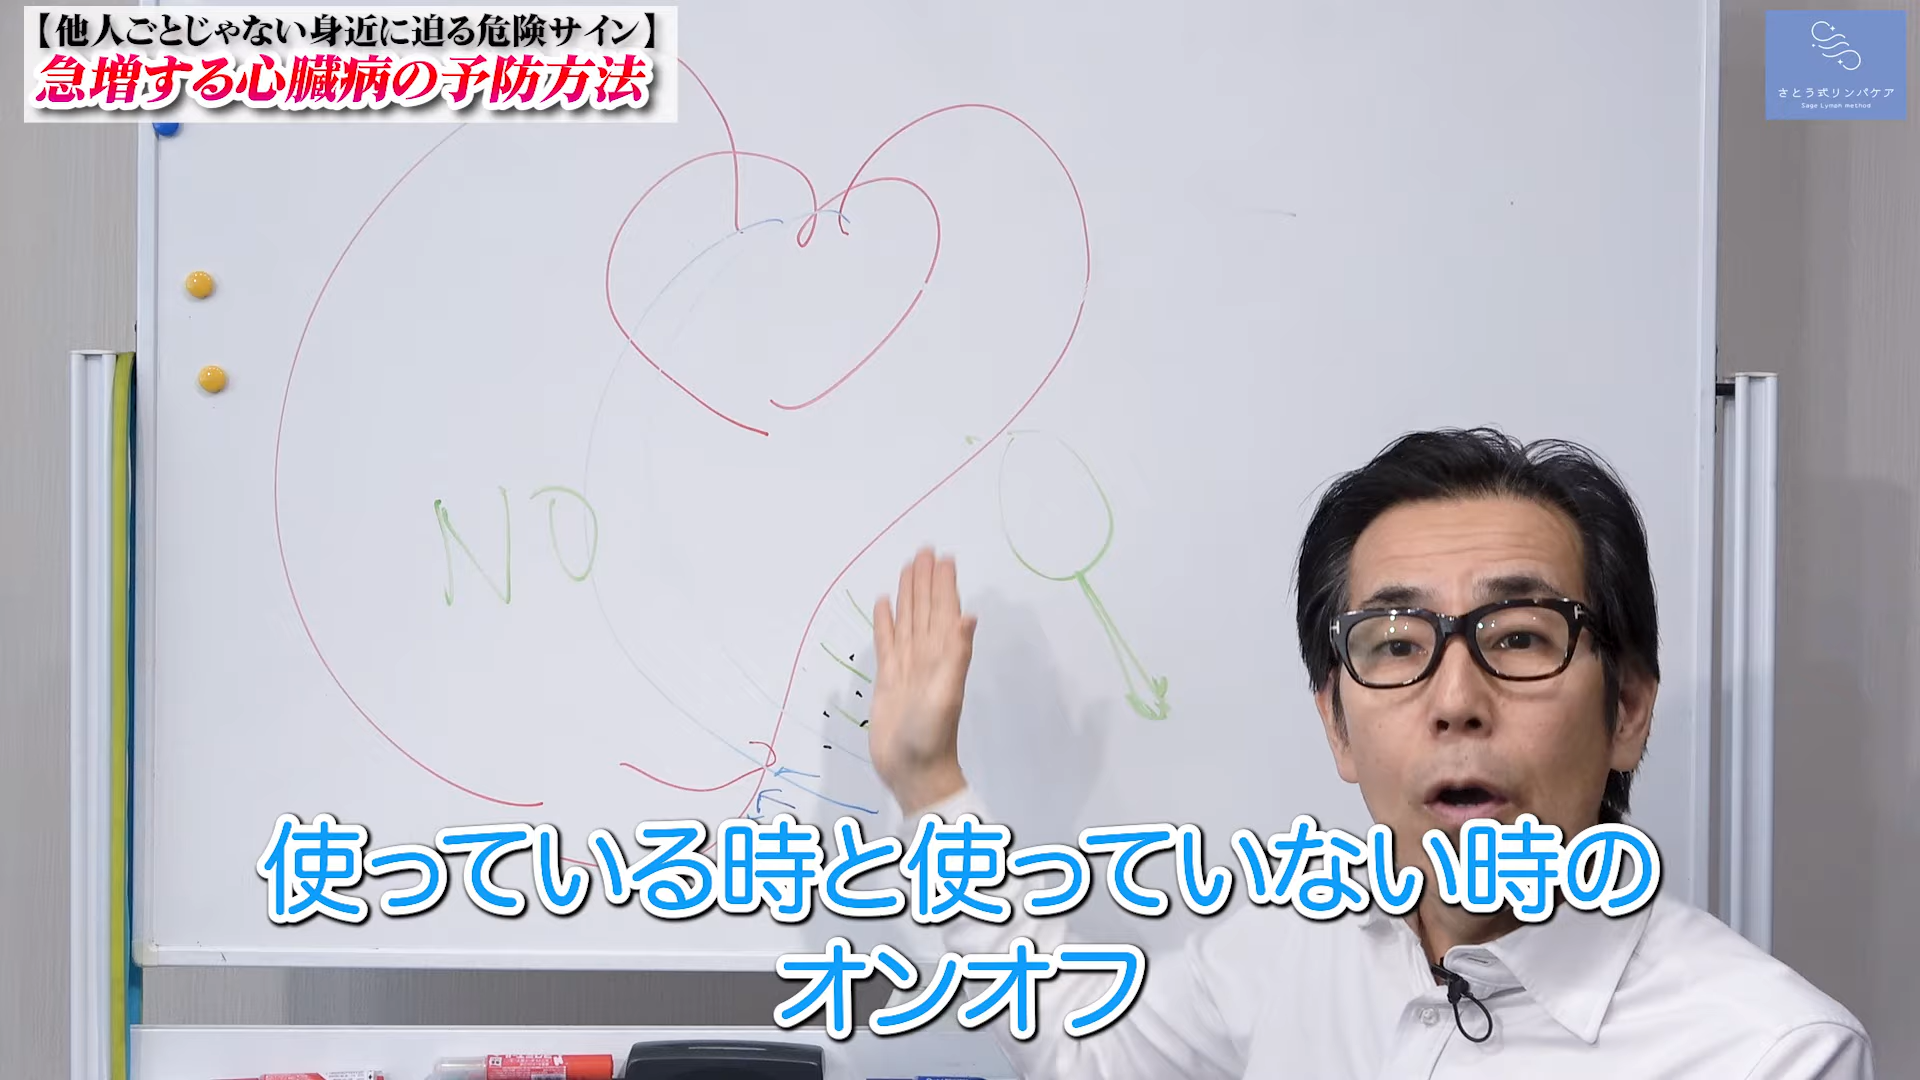 【他人ごとじゃない身近に迫る危険サイン】
急増する心臓病の予防方法
さとう式リンパケア
Sago Lymph method
NO
使っている時と使っていない時の
オンオフ